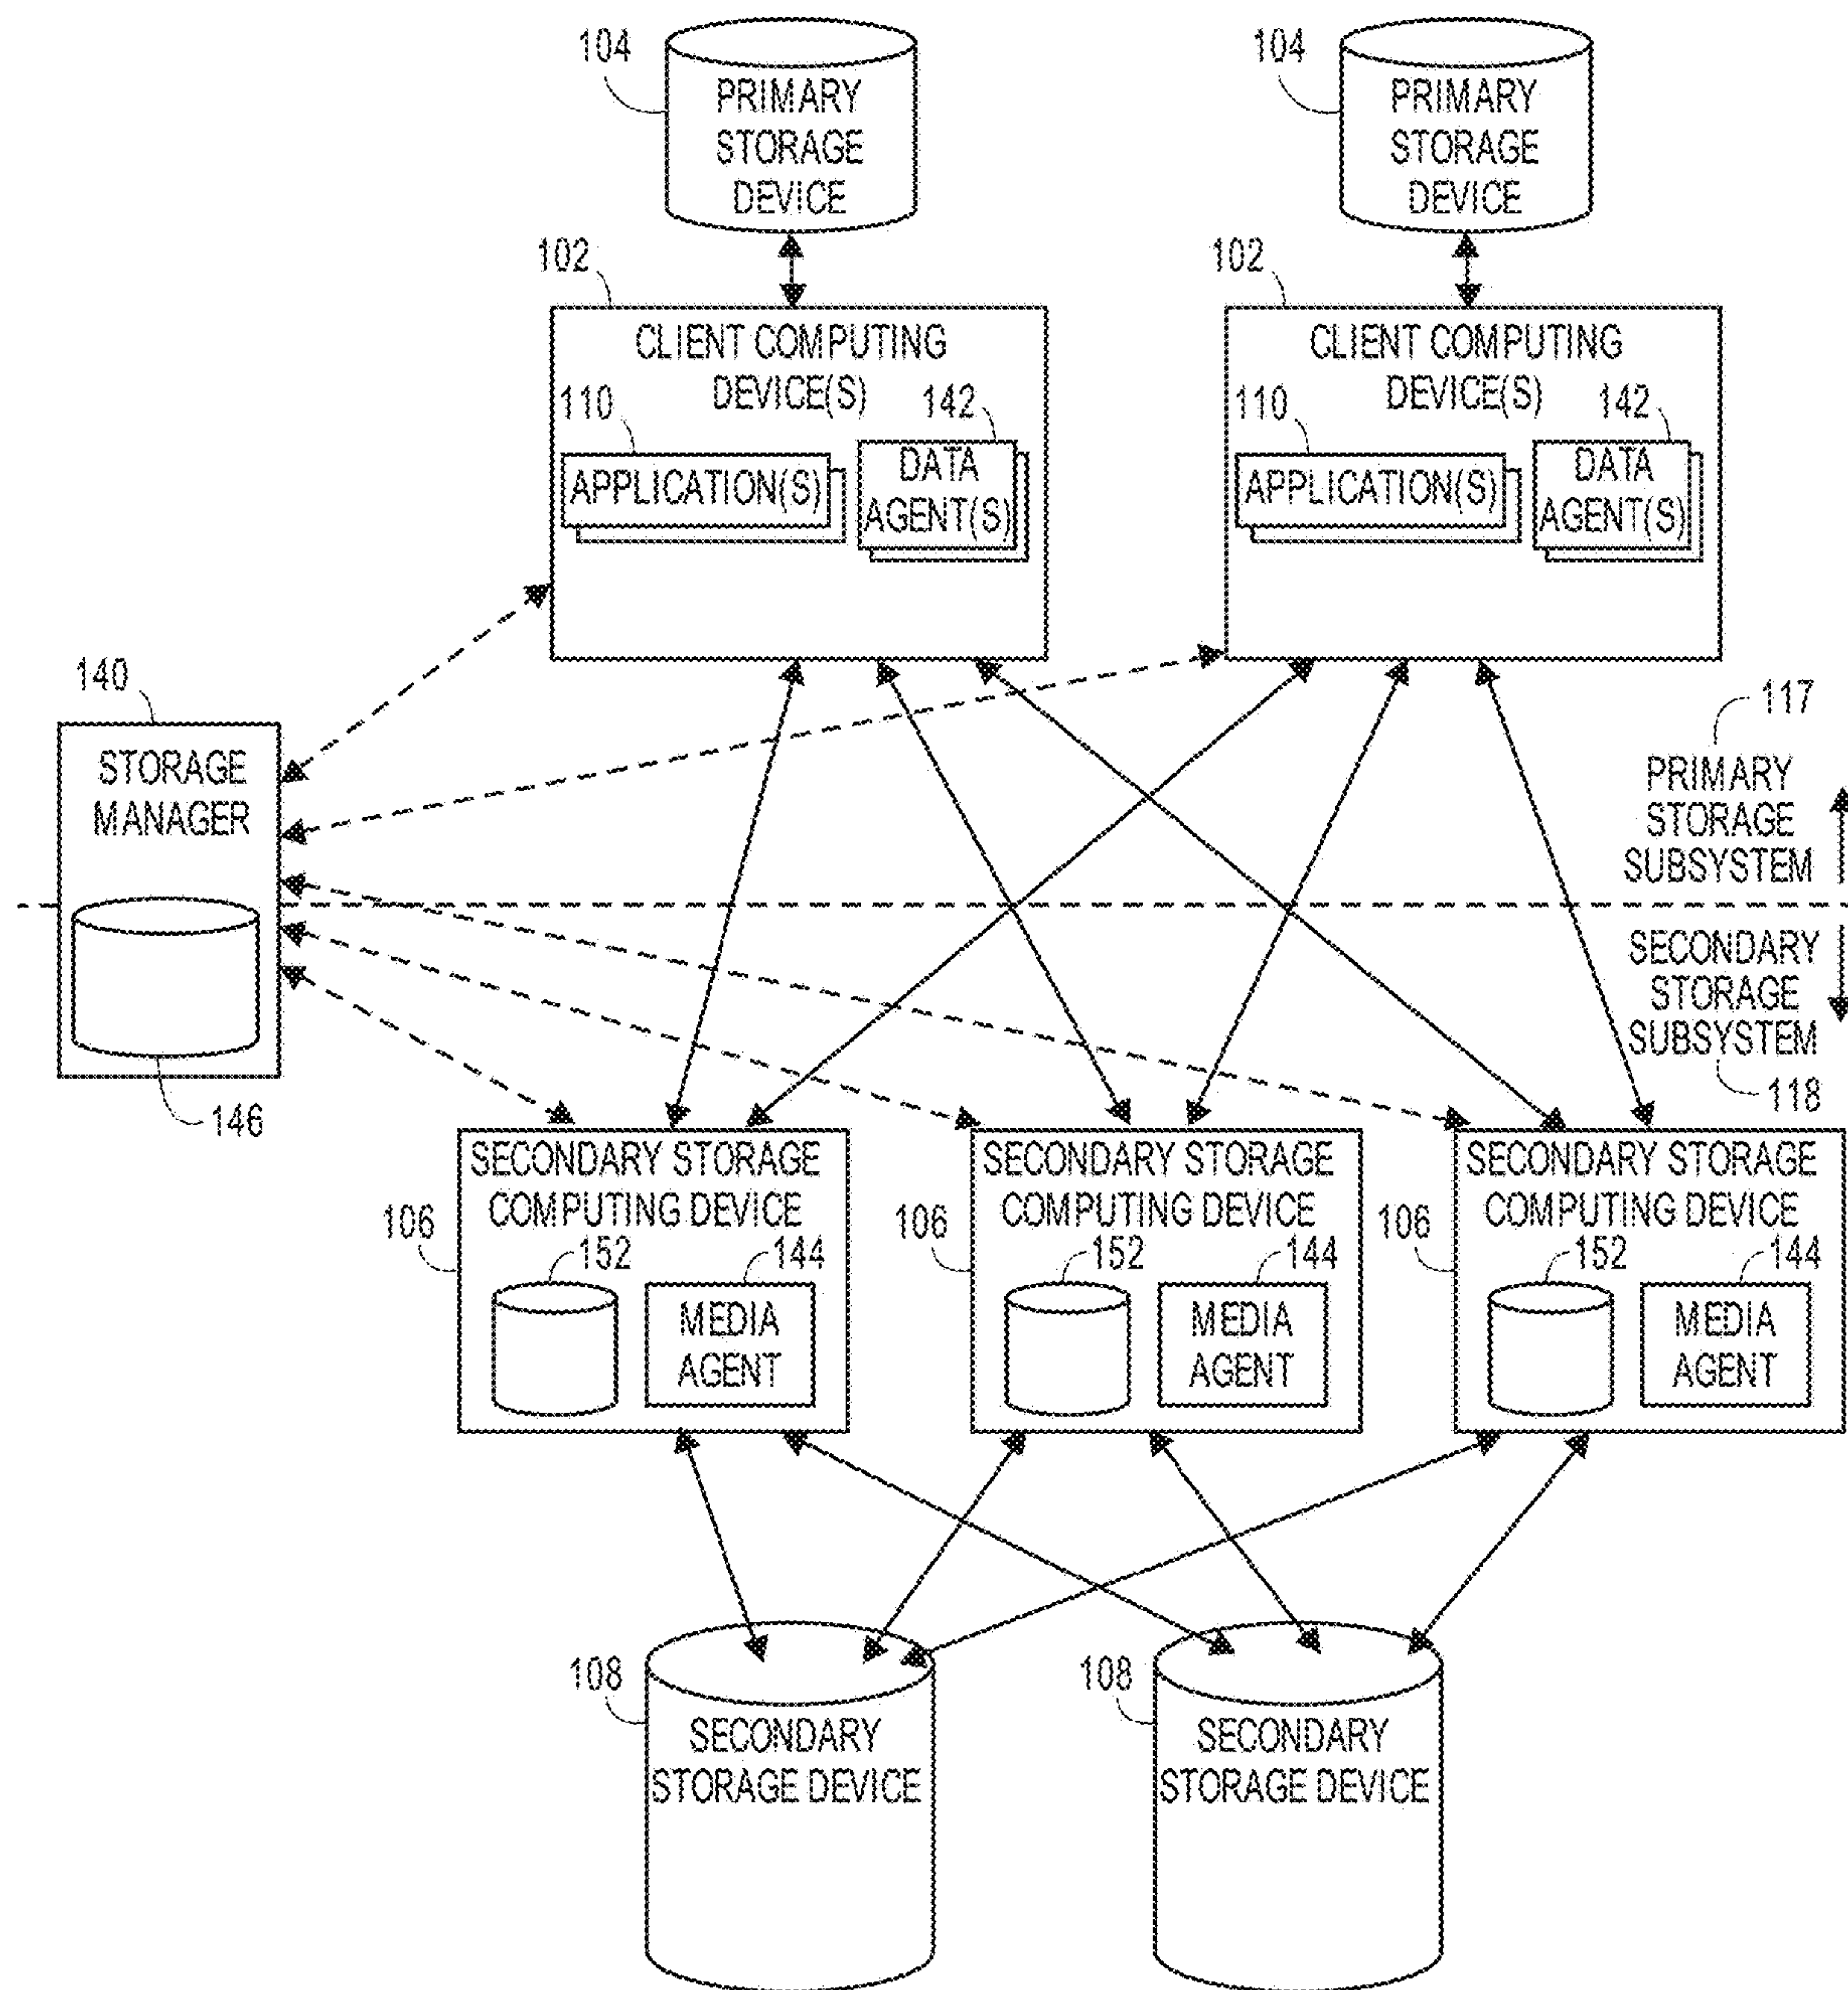 104
PRIMARY
STORAGE
DEVICE
104
PRIMARY
STORAGE
DEVICE
102
CLIENT COMPUTING
DEVICE(S)
110
APPLICATION(S)
142
DATA
AGENT(S)
102
CLIENT COMPUTING
DEVICE(S)
110
APPLICATION(S)
142
DATA
AGENT(S)
140
STORAGE
MANAGER
146
117
PRIMARY
STORAGE
SUBSYSTEM
SECONDARY
STORAGE
SUBSYSTEM
118
106
SECONDARY STORAGE
COMPUTING DEVICE
152
144
MEDIA
AGENT
106
SECONDARY STORAGE
COMPUTING DEVICE
152
144
MEDIA
AGENT
106
SECONDARY STORAGE
COMPUTING DEVICE
152
144
MEDIA
AGENT
108
SECONDARY
STORAGE DEVICE
108
SECONDARY
STORAGE DEVICE